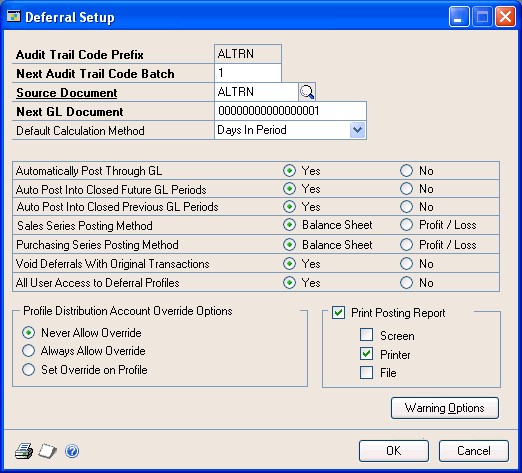 Deferral Setup
Audit Trail Code Prefix ALTRN
Next Audit Trail Code Batch 1
Source Document ALTRN
Next GL Document 00000000000000001
Default Calculation Method Days In Period
Automatically Post Through GL Yes No
Auto Post Into Closed Future GL Periods Yes No
Auto Post Into Closed Previous GL Periods Yes No
Sales Series Posting Method Balance Sheet Profit / Loss
Purchasing Series Posting Method Balance Sheet Profit / Loss
Void Deferrals With Original Transactions Yes No
All User Access to Deferral Profiles Yes No
Profile Distribution Account Override Options
Never Allow Override
Always Allow Override
Set Override on Profile
Print Posting Report
Screen
Printer
File
Warning Options
OK Cancel